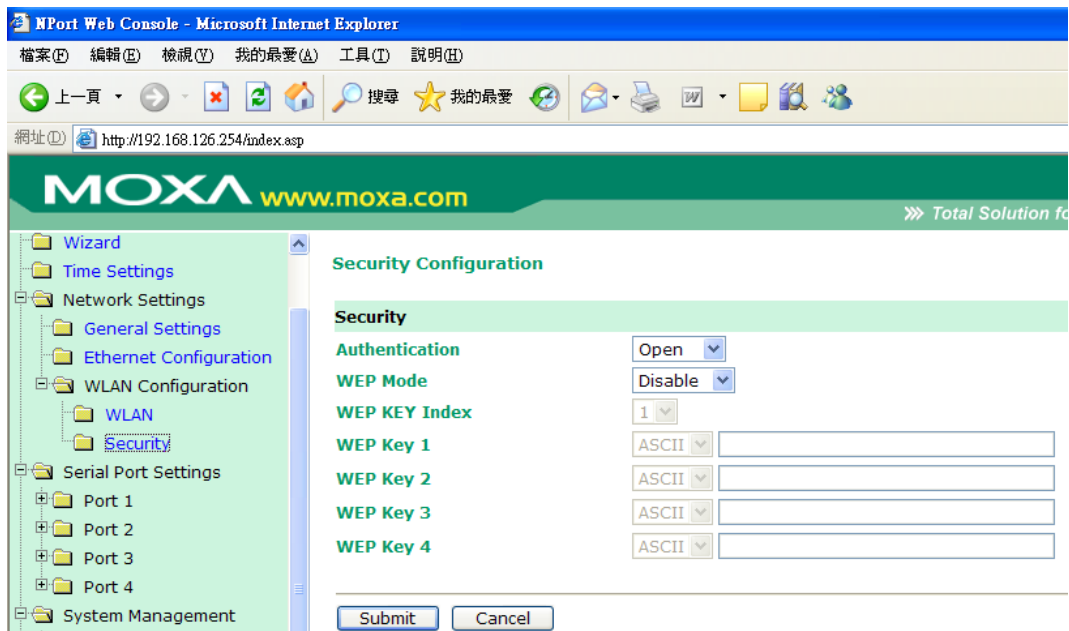 NPort Web Console - Microsoft Internet Explorer
檔案(F) 編輯(E) 檢視(V) 我的最愛(A) 工具(T) 說明(H)
上一頁 搜尋 我的最愛
網址(D) http://192.168.126.254/index.asp
MOXA www.moxa.com
Total Solution fo
Wizard
Time Settings
Network Settings
General Settings
Ethernet Configuration
WLAN Configuration
WLAN
Security
Serial Port Settings
Port 1
Port 2
Port 3
Port 4
System Management
Security Configuration
Security
Authentication Open
WEP Mode Disable
WEP KEY Index 1
WEP Key 1 ASCII
WEP Key 2 ASCII
WEP Key 3 ASCII
WEP Key 4 ASCII
Submit Cancel